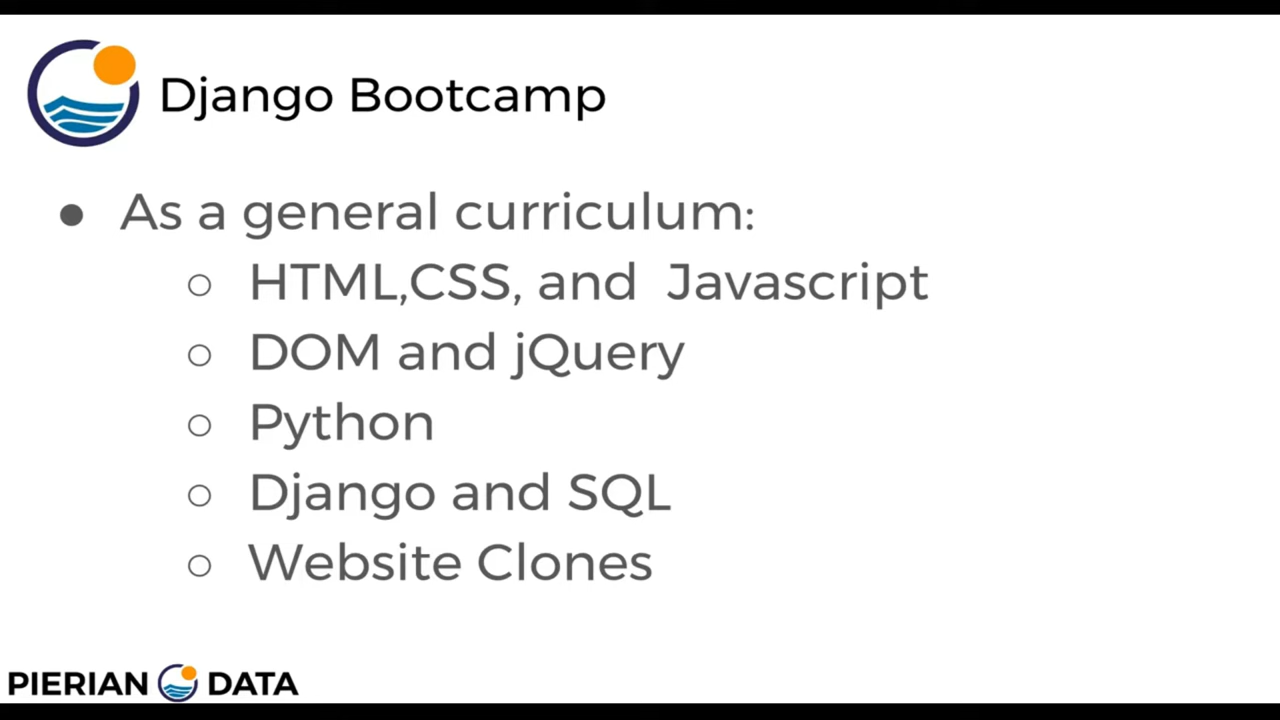 Django Bootcamp
● As a general curriculum:
○ HTML,CSS, and  Javascript
○ DOM and jQuery
○ Python
○ Django and SQL
○ Website Clones
PIERIAN DATA